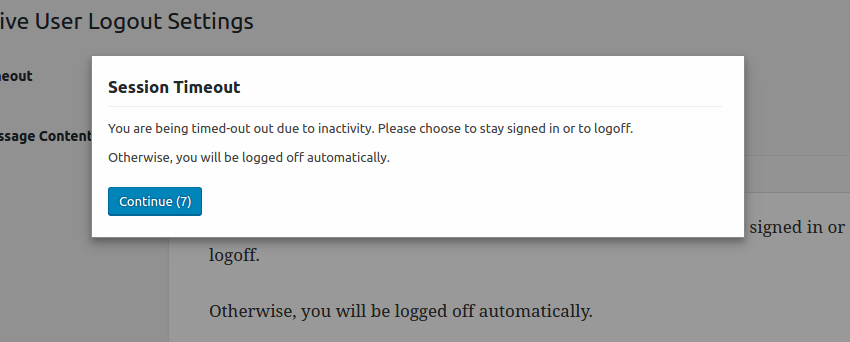 ive User Logout Settings
eout
ssage Content
Session Timeout
You are being timed-out out due to inactivity. Please choose to stay signed in or to logoff.
Otherwise, you will be logged off automatically.
Continue (7)
signed in or
logoff.
Otherwise, you will be logged off automatically.